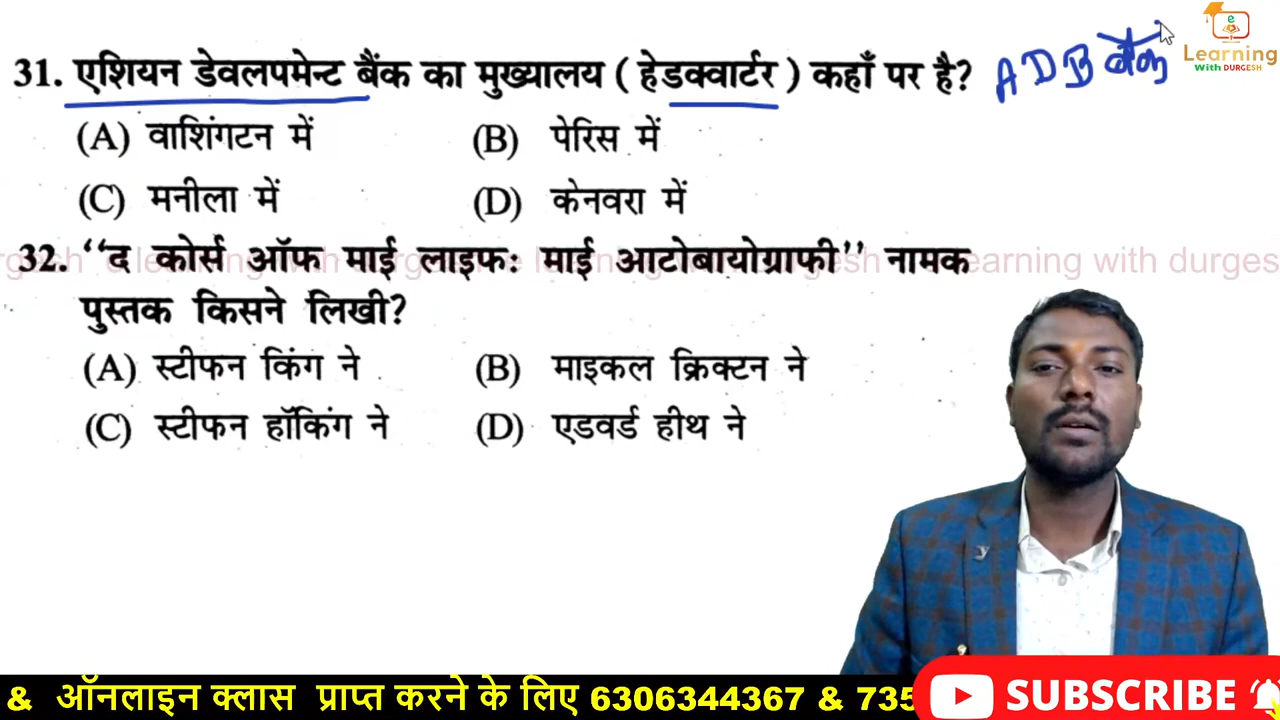 31. एशियन डेवलपमेन्ट बैंक का मुख्यालय ( हेडक्वार्टर ) कहाँ पर है? ADB बैंक
(A) वाशिंगटन में (B) पेरिस में
(C) मनीला में (D) केनवरा में
32. “द कोर्स ऑफ माई लाइफः माई आटोबायोग्राफी” नामक
पुस्तक किसने लिखी?
(A) स्टीफन किंग ने (B) माइकल क्रिक्टन ने
(C) स्टीफन हॉकिंग ने (D) एडवर्ड हीथ ने
e
Learning
With DURGESH
learning with durges
& ऑनलाइन क्लास प्राप्त करने के लिए 6306344367 & 735
SUBSCRIBE